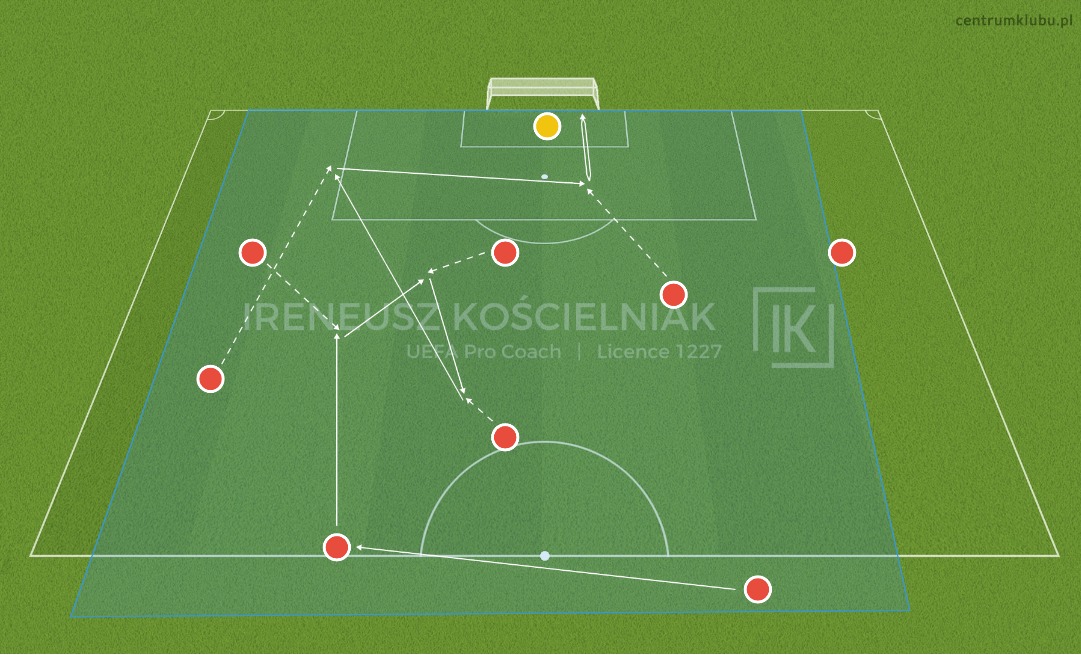 centrumklubu.pl
IRENEUSZ KOŚCIELNIAK
UEFA Pro Coach | Licence 1227
IK